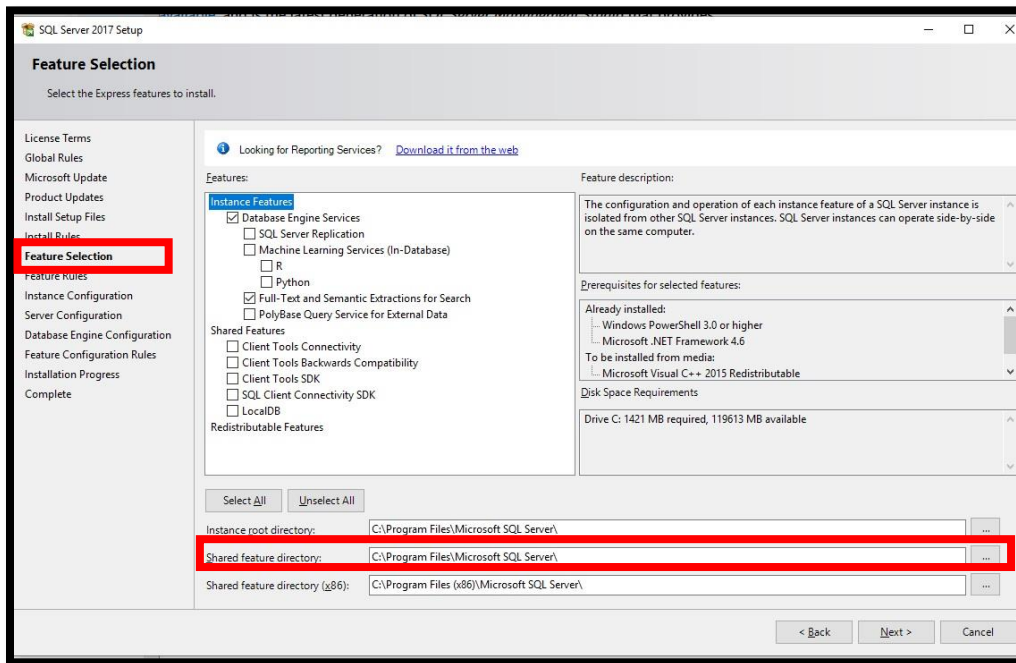 SQL Server 2017 Setup
Feature Selection
Select the Express features to install.
License Terms
Global Rules
Microsoft Update
Product Updates
Install Setup Files
Install Rules
Feature Selection
Feature Rules
Instance Configuration
Server Configuration
Database Engine Configuration
Feature Configuration Rules
Installation Progress
Complete
Looking for Reporting Services? Download it from the web
Features:
Instance Features
Database Engine Services
SQL Server Replication
Machine Learning Services (In-Database)
R
Python
Full-Text and Semantic Extractions for Search
PolyBase Query Service for External Data
Shared Features
Client Tools Connectivity
Client Tools Backwards Compatibility
Client Tools SDK
SQL Client Connectivity SDK
LocalDB
Redistributable Features
Feature description:
The configuration and operation of each instance feature of a SQL Server instance is
isolated from other SQL Server instances. SQL Server instances can operate side-by-side
on the same computer.
Prerequisites for selected features:
Already installed:
Windows PowerShell 3.0 or higher
Microsoft .NET Framework 4.6
To be installed from media:
Microsoft Visual C++ 2015 Redistributable
Disk Space Requirements
Drive C: 1421 MB required, 119613 MB available
Select All Unselect All
Instance root directory: C:\Program Files\Microsoft SQL Server\ ...
Shared feature directory: C:\Program Files\Microsoft SQL Server\ ...
Shared feature directory (x86): C:\Program Files (x86)\Microsoft SQL Server\ ...
< Back Next > Cancel